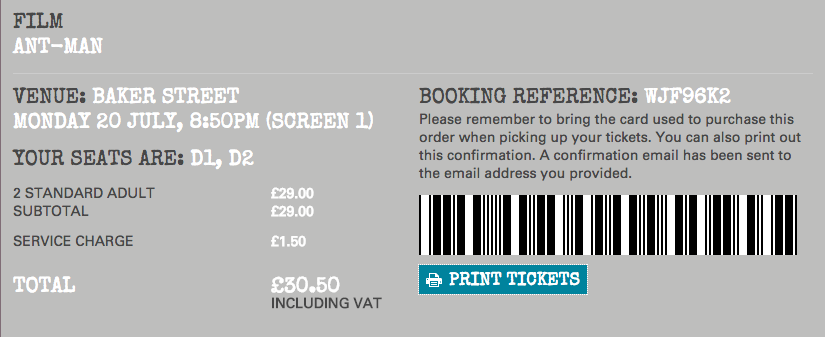 FILM
ANT-MAN
VENUE: BAKER STREET
MONDAY 20 JULY, 8:50PM (SCREEN 1)
YOUR SEATS ARE: D1, D2
2 STANDARD ADULT £29.00
SUBTOTAL £29.00
SERVICE CHARGE £1.50
TOTAL £30.50
INCLUDING VAT
BOOKING REFERENCE: WJF96K2
Please remember to bring the card used to purchase this
order when picking up your tickets. You can also print out
this confirmation. A confirmation email has been sent to
the email address you provided.
PRINT TICKETS